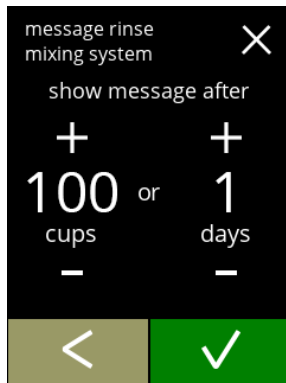 message rinse
mixing system
show message after
+ +
100 or 1
cups days
- -